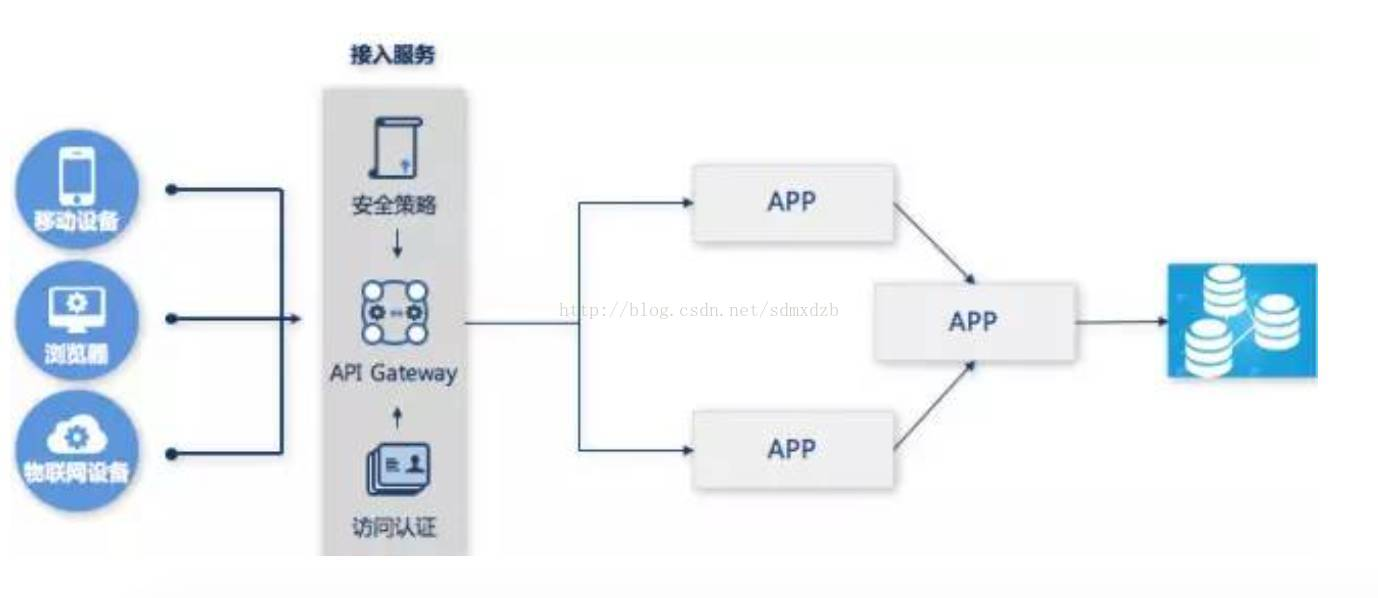 接入服务
移动设备
浏览器
物联网设备
安全策略
API Gateway
访问认证
APP
APP
APP
http://blog.csdn.net/sdmxdzb